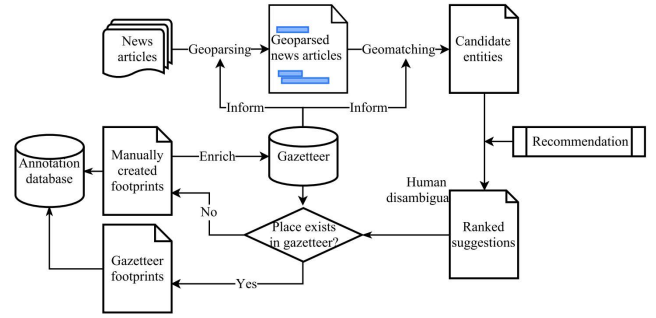 News
articles
Geoparsing
Geoparsed
news articles
Geomatching
Candidate
entities
Inform
Inform
Recommendation
Annotation
database
Manually
created
footprints
Enrich
Gazetteer
Human
disambigua
Ranked
suggestions
No
Place exists
in gazetteer?
Gazetteer
footprints
Yes